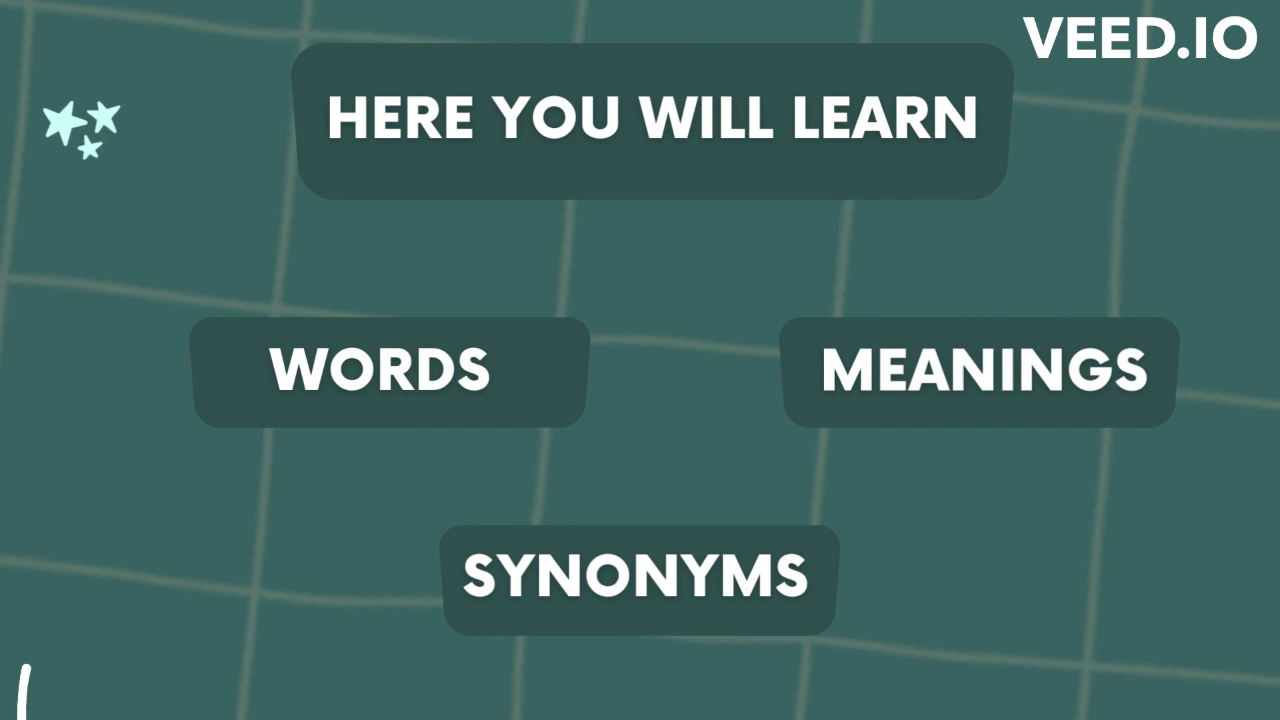 VEED.IO
HERE YOU WILL LEARN
WORDS
MEANINGS
SYNONYMS